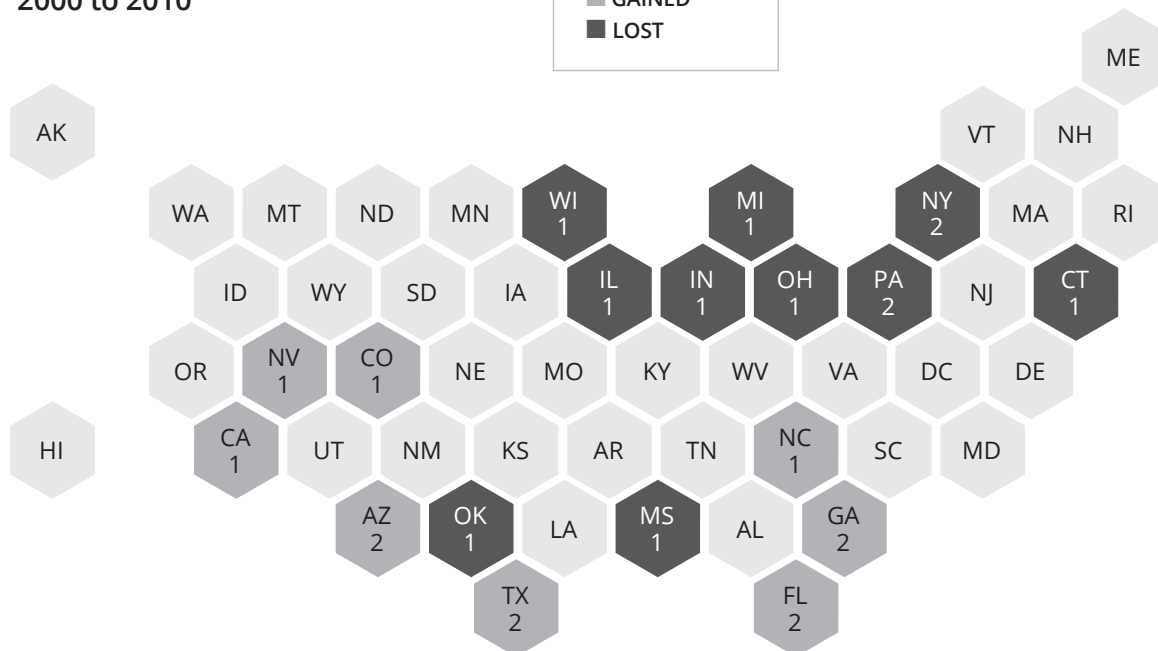 2000 to 2010
GAINED
LOST
ME
AK
VT
NH
WA
MT
ND
MN
WI
1
MI
1
NY
2
MA
RI
ID
WY
SD
IA
IL
1
IN
1
OH
1
PA
2
NJ
CT
1
OR
NV
1
CO
1
NE
MO
KY
WV
VA
DC
DE
HI
CA
1
UT
NM
KS
AR
TN
NC
1
SC
MD
AZ
2
OK
1
LA
MS
1
AL
GA
2
TX
2
FL
2